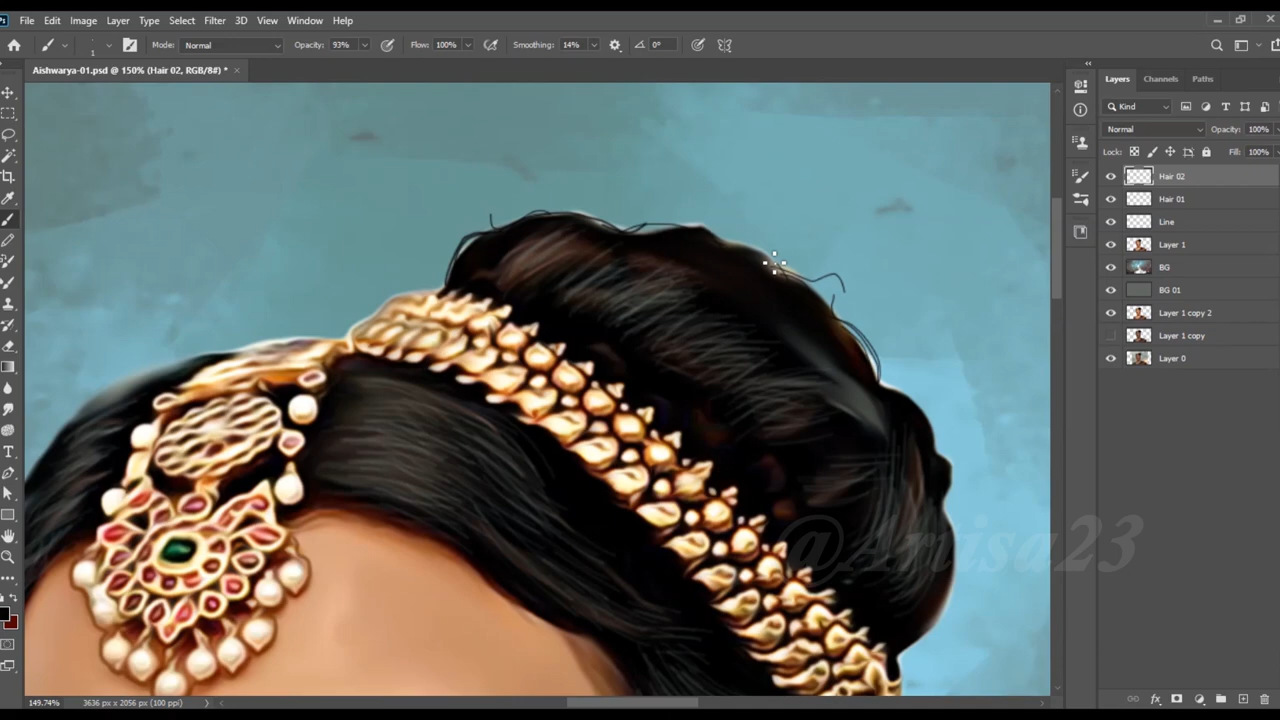 Ps File Edit Image Layer Type Select Filter 3D View Window Help
1 Mode: Normal Opacity: 93% Flow: 100% Smoothing: 14% 0°
Aishwarya-01.psd @ 150% (Hair 02, RGB/8#) * ×
Layers Channels Paths
Kind
Normal Opacity: 100%
Lock: Fill: 100%
Hair 02
Hair 01
Line
Layer 1
BG
BG 01
Layer 1 copy 2
Layer 1 copy
Layer 0
149.74% 3636 px x 2056 px (100 ppi)